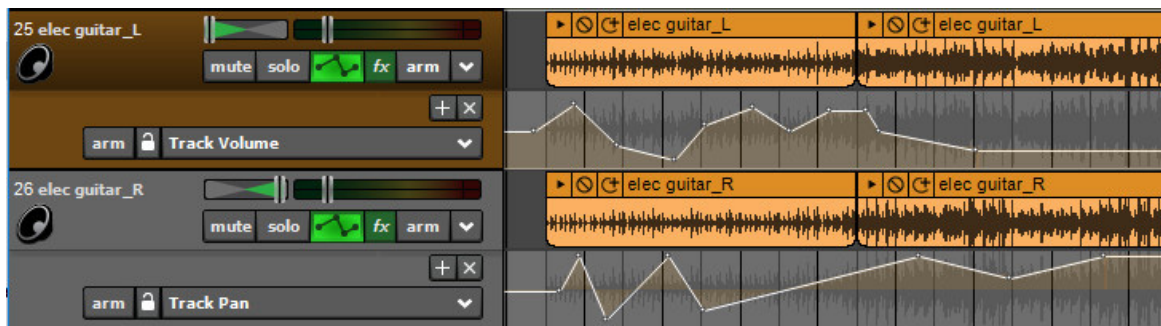 25 elec guitar_L
mute solo fx arm
arm Track Volume
elec guitar_L elec guitar_L
26 elec guitar_R
mute solo fx arm
arm Track Pan
elec guitar_R elec guitar_R